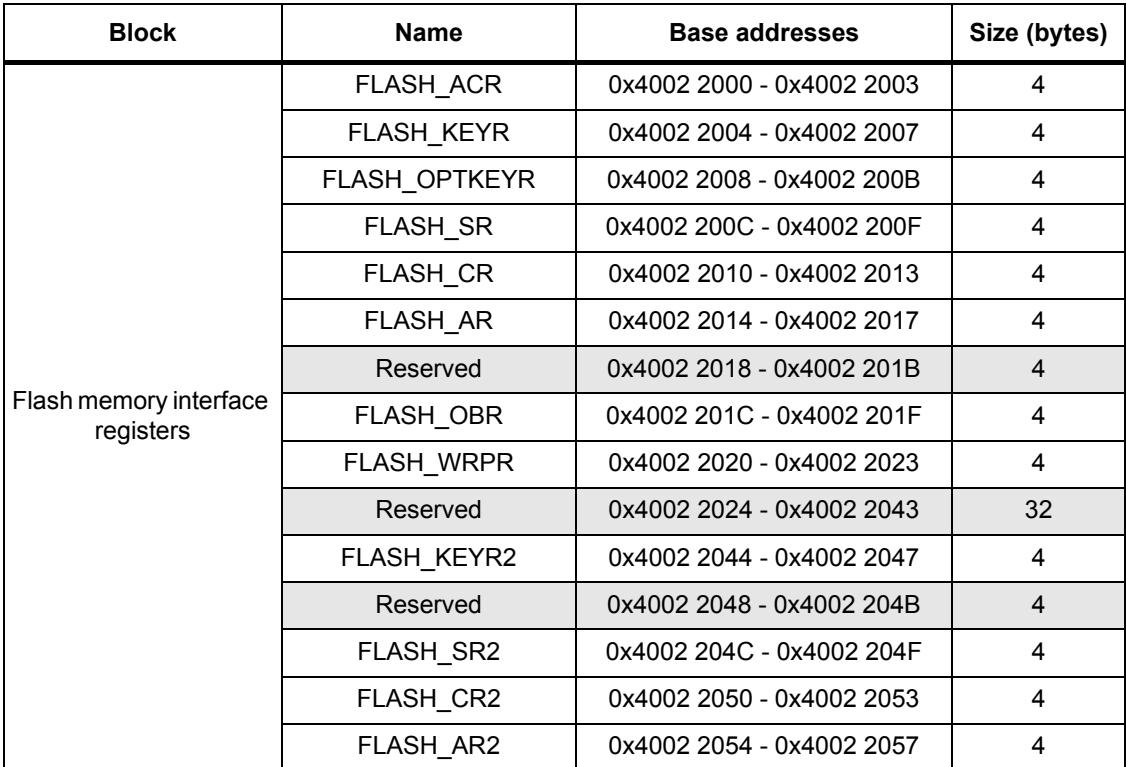 Block Name Base addresses Size (bytes)
FLASH_ACR 0x4002 2000 - 0x4002 2003 4
FLASH_KEYR 0x4002 2004 - 0x4002 2007 4
FLASH_OPTKEYR 0x4002 2008 - 0x4002 200B 4
FLASH_SR 0x4002 200C - 0x4002 200F 4
FLASH_CR 0x4002 2010 - 0x4002 2013 4
FLASH_AR 0x4002 2014 - 0x4002 2017 4
Reserved 0x4002 2018 - 0x4002 201B 4
Flash memory interface
registers
FLASH_OBR 0x4002 201C - 0x4002 201F 4
FLASH_WRPR 0x4002 2020 - 0x4002 2023 4
Reserved 0x4002 2024 - 0x4002 2043 32
FLASH_KEYR2 0x4002 2044 - 0x4002 2047 4
Reserved 0x4002 2048 - 0x4002 204B 4
FLASH_SR2 0x4002 204C - 0x4002 204F 4
FLASH_CR2 0x4002 2050 - 0x4002 2053 4
FLASH_AR2 0x4002 2054 - 0x4002 2057 4